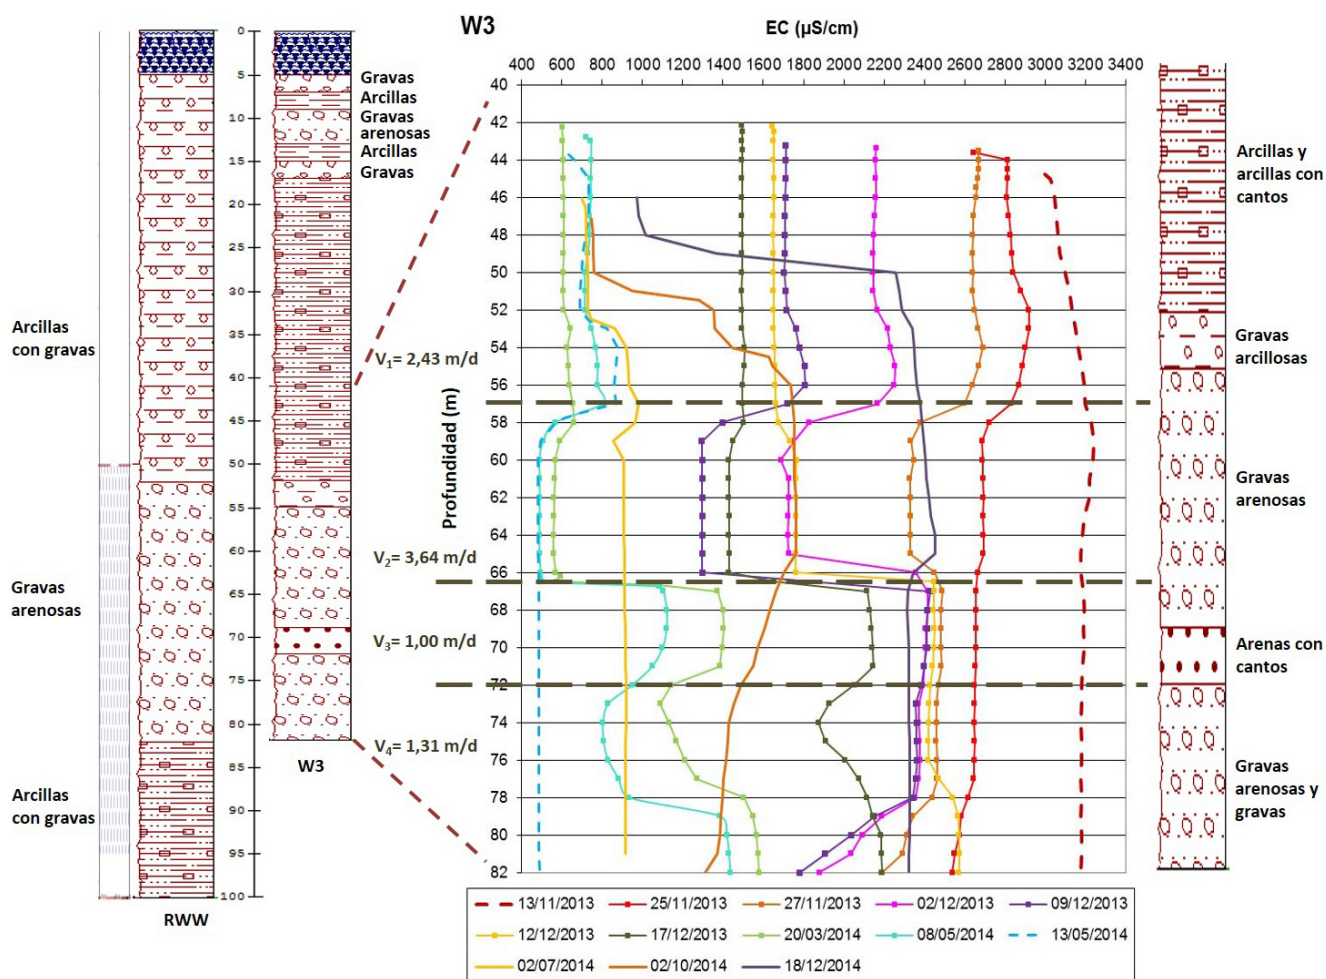 W3
EC (µS/cm)
400 600 800 1000 1200 1400 1600 1800 2000 2200 2400 2600 2800 3000 3200 3400
Profundidad (m)
40
42
44
46
48
50
52
54
56
58
60
62
64
66
68
70
72
74
76
78
80
82
0
5
10
15
20
25
30
35
40
45
50
55
60
65
70
75
80
85
90
95
100
Arcillas
con gravas
Gravas
arenosas
Arcillas
con gravas
RWW
Gravas
Arcillas
Gravas
arenosas
Arcillas
Gravas
W3
V₁= 2,43 m/d
V₂= 3,64 m/d
V₃= 1,00 m/d
V₄= 1,31 m/d
Arcillas y
arcillas con
cantos
Gravas
arcillosas
Gravas
arenosas
Arenas con
cantos
Gravas
arenosas y
gravas
13/11/2013 25/11/2013 27/11/2013 02/12/2013 09/12/2013
12/12/2013 17/12/2013 20/03/2014 08/05/2014 13/05/2014
02/07/2014 02/10/2014 18/12/2014